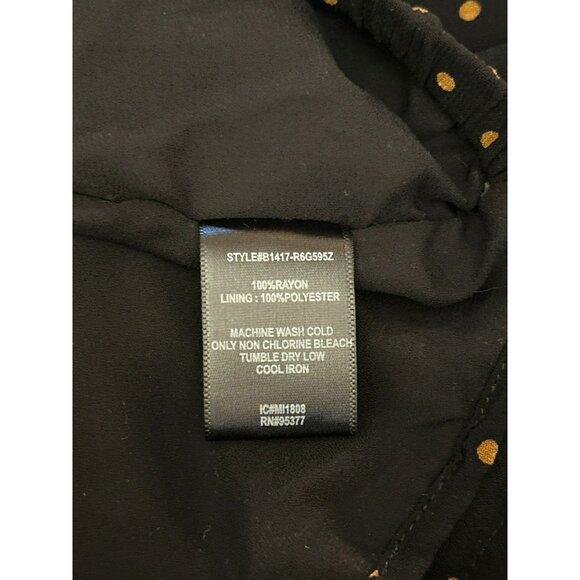 STYLE#B1417-R6G595Z
100%RAYON
LINING : 100%POLYESTER
MACHINE WASH COLD
ONLY NON CHLORINE BLEACH
TUMBLE DRY LOW
COOL IRON
IC#MI1808
RN#95377